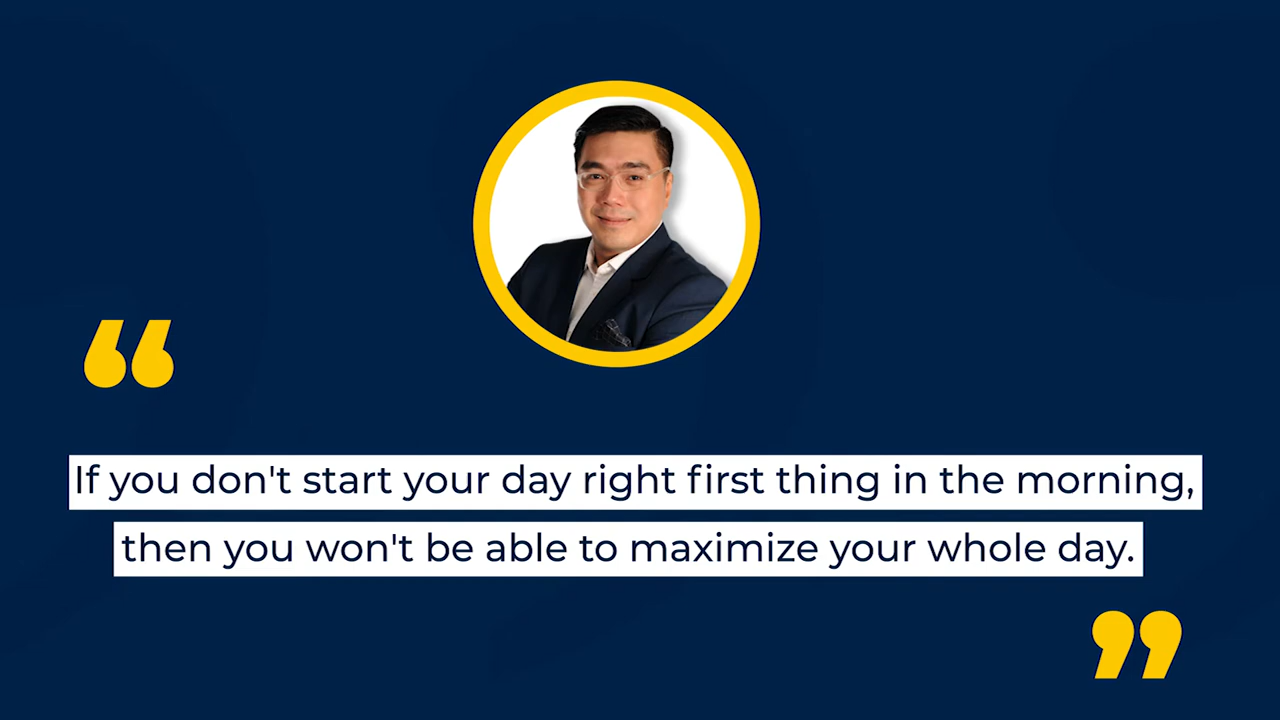 “
If you don't start your day right first thing in the morning,
then you won't be able to maximize your whole day.
”